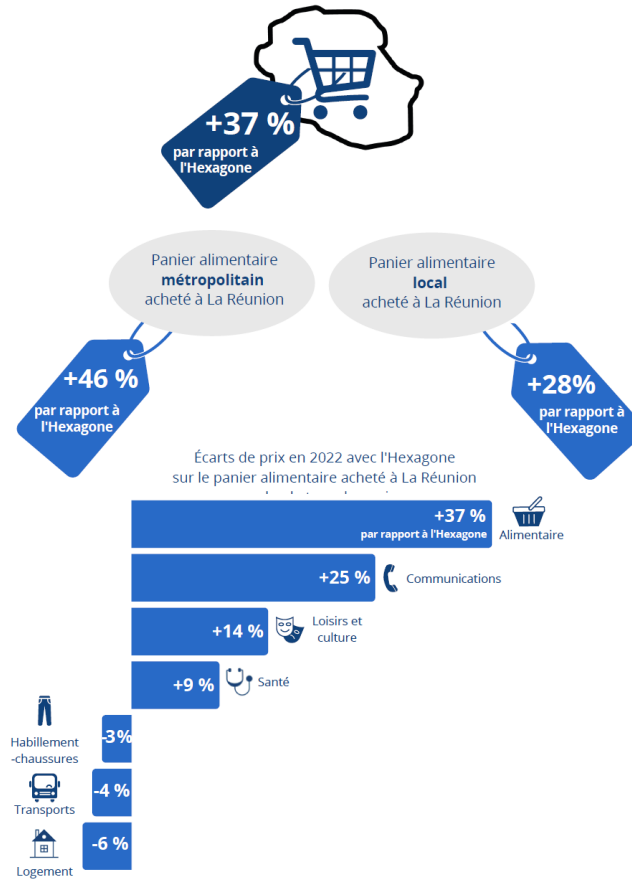 +37 %
par rapport à
l'Hexagone
Panier alimentaire
métropolitain
acheté à La Réunion
Panier alimentaire
local
acheté à La Réunion
+46 %
par rapport à
l'Hexagone
+28%
par rapport à
l'Hexagone
Écarts de prix en 2022 avec l'Hexagone
sur le panier alimentaire acheté à La Réunion
+37 %
par rapport à l'Hexagone
Alimentaire
+25 %
Communications
+14 %
Loisirs et
culture
+9 %
Santé
-3%
Habillement
-chaussures
-4 %
Transports
-6 %
Logement